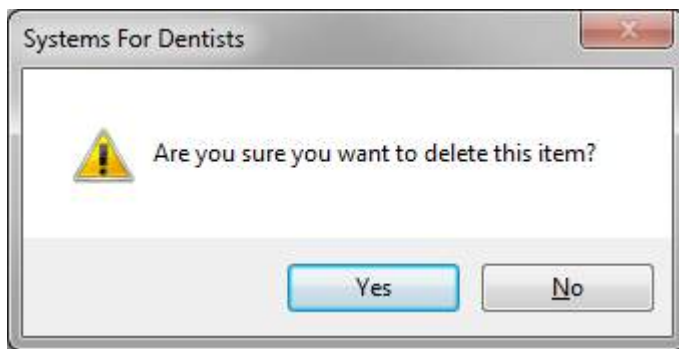 Systems For Dentists
Are you sure you want to delete this item?
Yes
No